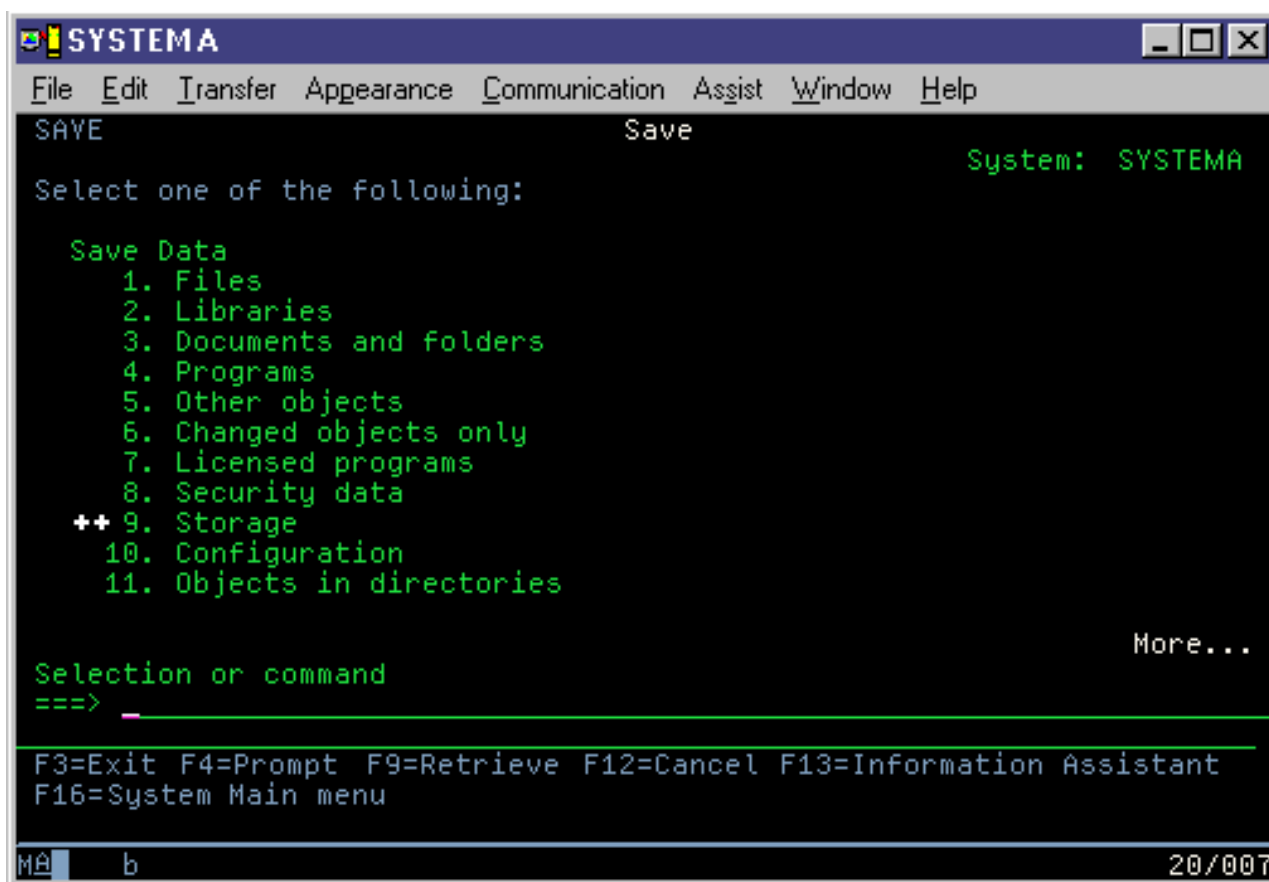 SYSTEMA
File Edit Transfer Appearance Communication Assist Window Help
SAVE Save
System: SYSTEMA
Select one of the following:
Save Data
1. Files
2. Libraries
3. Documents and folders
4. Programs
5. Other objects
6. Changed objects only
7. Licensed programs
8. Security data
++ 9. Storage
10. Configuration
11. Objects in directories
More...
Selection or command
===> _
F3=Exit F4=Prompt F9=Retrieve F12=Cancel F13=Information Assistant
F16=System Main menu
MA b 20/007